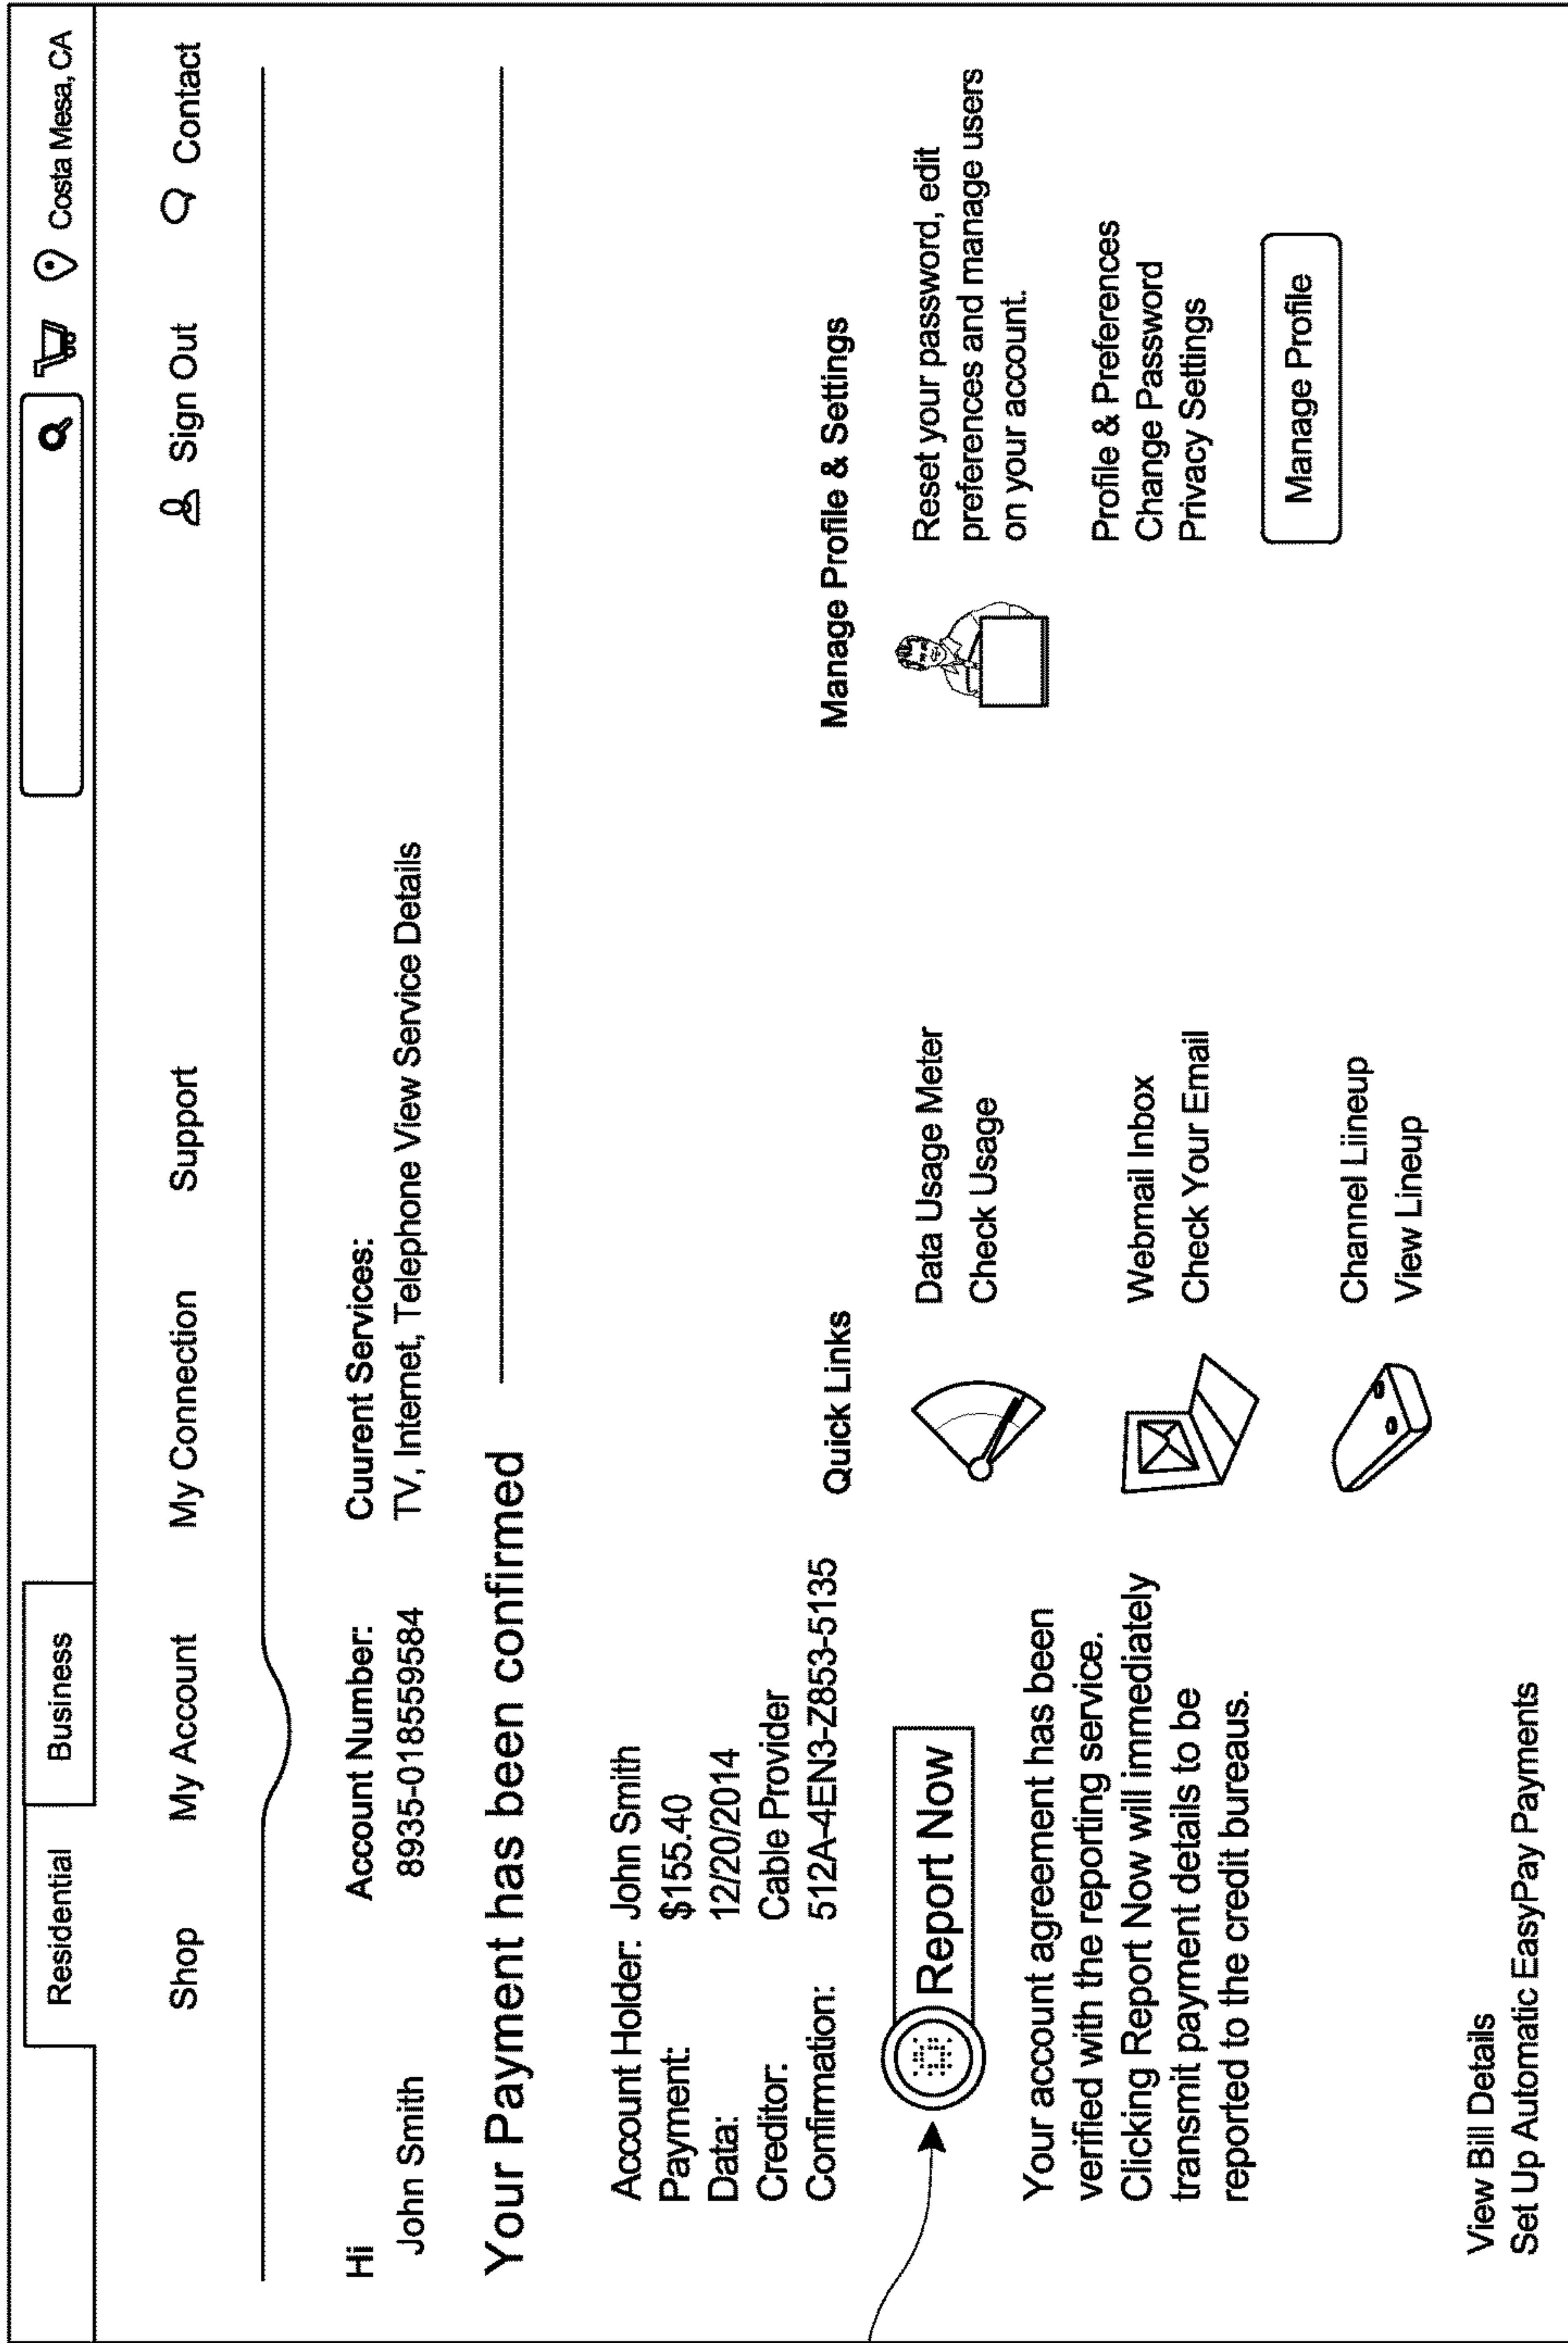 Residential Business Costa Mesa, CA
Shop My Account My Connection Support Sign Out Contact
Hi
John Smith
Account Number:
8935-018559584
Cuurent Services:
TV, Internet, Telephone View Service Details
Your Payment has been confirmed
Account Holder: John Smith
Payment: $155.40
Data: 12/20/2014
Creditor: Cable Provider
Confirmation: 512A-4EN3-Z853-5135
Report Now
Your account agreement has been
verified with the reporting service.
Clicking Report Now will immediately
transmit payment details to be
reported to the credit bureaus.
View Bill Details
Set Up Automatic EasyPay Payments
Quick Links
Data Usage Meter
Check Usage
Webmail Inbox
Check Your Email
Channel Liineup
View Lineup
Manage Profile & Settings
Reset your password, edit
preferences and manage users
on your account.
Profile & Preferences
Change Password
Privacy Settings
Manage Profile